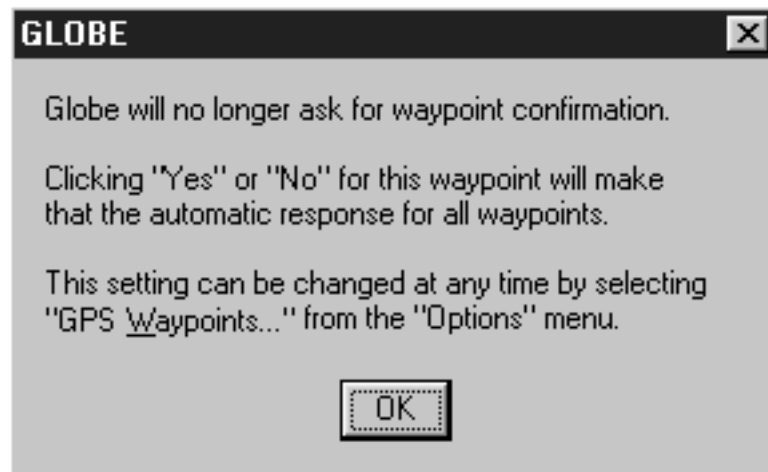 GLOBE
Globe will no longer ask for waypoint confirmation.
Clicking "Yes" or "No" for this waypoint will make
that the automatic response for all waypoints.
This setting can be changed at any time by selecting
"GPS Waypoints..." from the "Options" menu.
OK